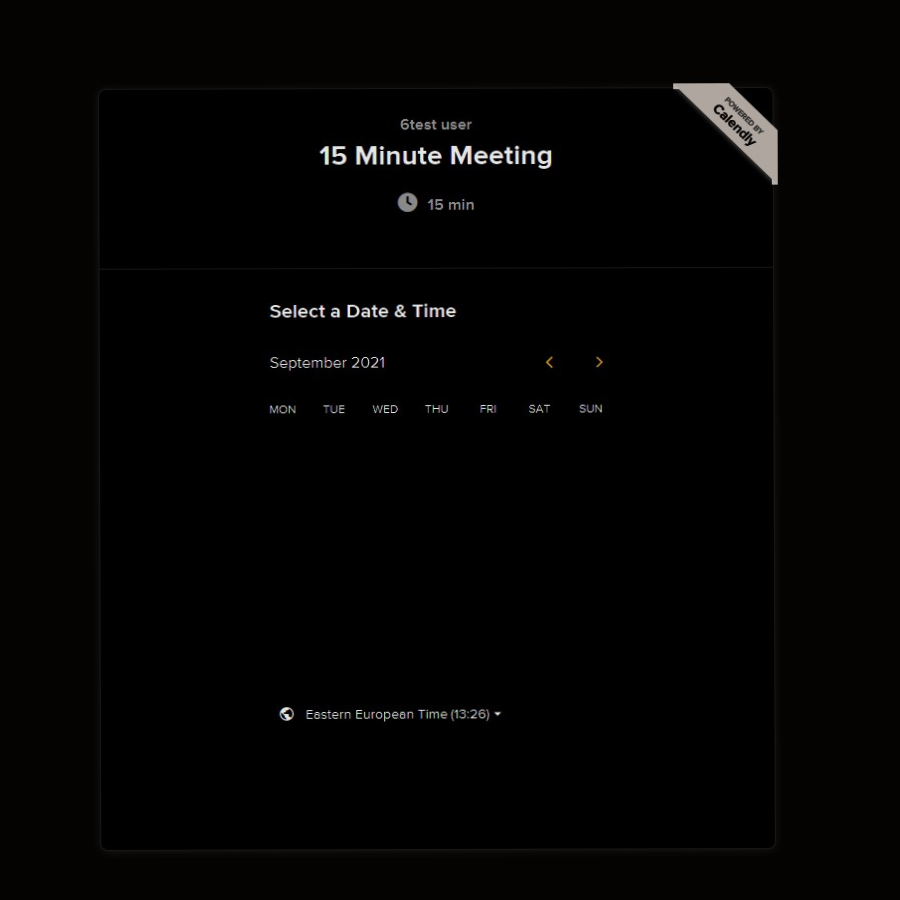 POWERED BY
Calendly
6test user
15 Minute Meeting
15 min
Select a Date & Time
September 2021
MON TUE WED THU FRI SAT SUN
Eastern European Time (13:26)